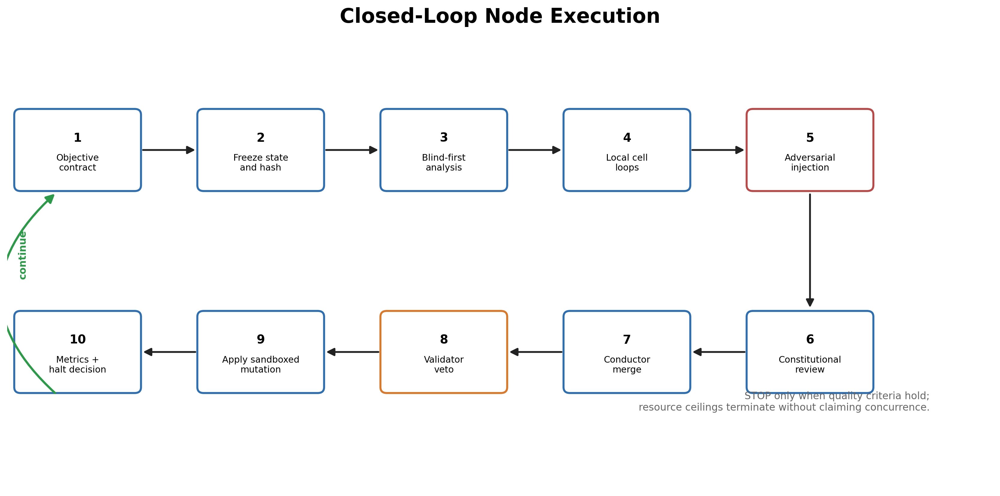 Closed-Loop Node Execution
1
Objective
contract
2
Freeze state
and hash
3
Blind-first
analysis
4
Local cell
loops
5
Adversarial
injection
continue
10
Metrics +
halt decision
9
Apply sandboxed
mutation
8
Validator
veto
7
Conductor
merge
6
Constitutional
review
STOP only when quality criteria hold;
resource ceilings terminate without claiming concurrence.